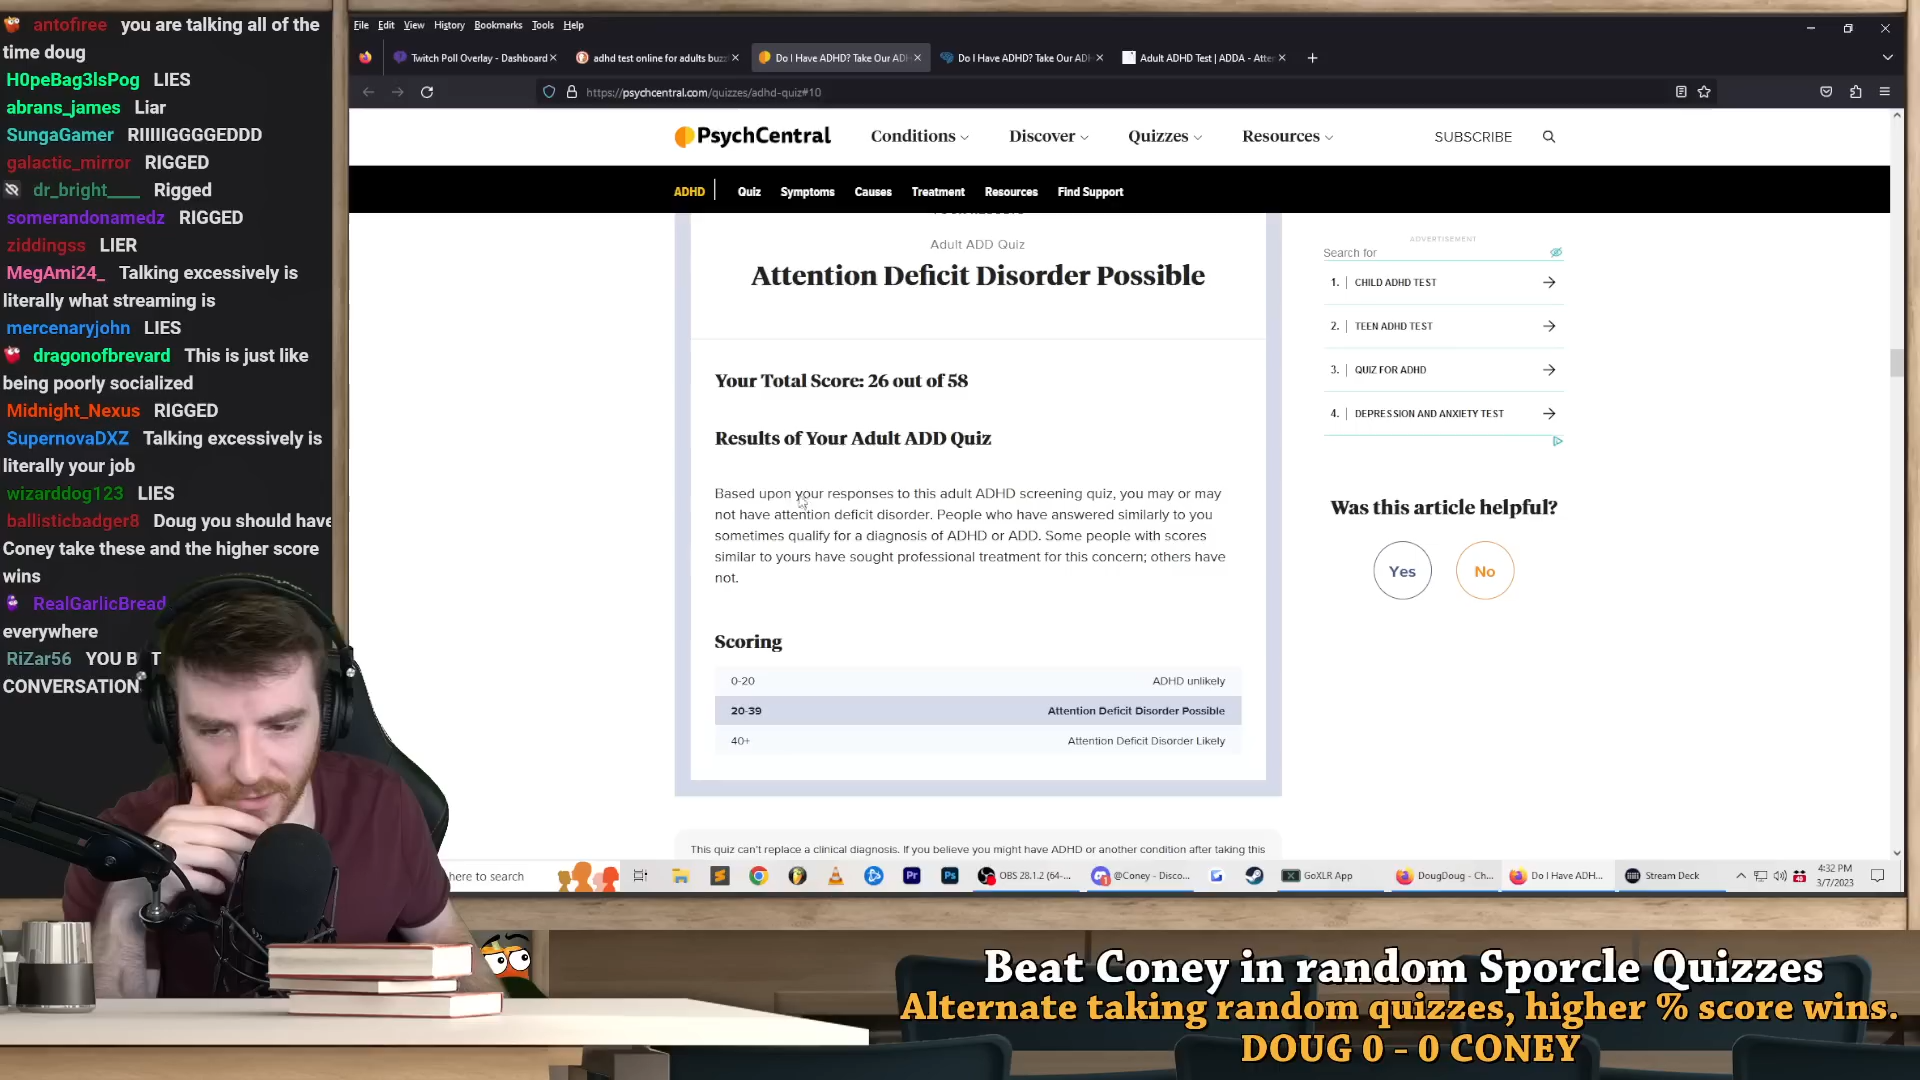 antofiree you are talking all of the
time doug
H0peBag3lsPog LIES
abrans_james Liar
SungaGamer RIIIIIGGGGEDDD
galactic_mirror RIGGED
dr_bright____ Rigged
somerandonamedz RIGGED
ziddingss LIER
MegAmi24_ Talking excessively is
literally what streaming is
mercenaryjohn LIES
dragonofbrevard This is just like
being poorly socialized
Midnight_Nexus RIGGED
SupernovaDXZ Talking excessively is
literally your job
wizarddog123 LIES
ballisticbadger8 Doug you should have
Coney take these and the higher score
wins
RealGarlicBread
everywhere
RiZar56 YOU B T
CONVERSATION
File Edit View History Bookmarks Tools Help
Twitch Poll Overlay - Dashboard
adhd test online for adults buz
Do I Have ADHD? Take Our AD
Do I Have ADHD? Take Our AD
Adult ADHD Test | ADDA - Atte
https://psychcentral.com/quizzes/adhd-quiz#10
PsychCentral
Conditions
Discover
Quizzes
Resources
SUBSCRIBE
ADHD Quiz Symptoms Causes Treatment Resources Find Support
Adult ADD Quiz
Attention Deficit Disorder Possible
Your Total Score: 26 out of 58
Results of Your Adult ADD Quiz
Based upon your responses to this adult ADHD screening quiz, you may or may
not have attention deficit disorder. People who have answered similarly to you
sometimes qualify for a diagnosis of ADHD or ADD. Some people with scores
similar to yours have sought professional treatment for this concern; others have
not.
Scoring
0-20 ADHD unlikely
20-39 Attention Deficit Disorder Possible
40+ Attention Deficit Disorder Likely
This quiz can't replace a clinical diagnosis. If you believe you might have ADHD or another condition after taking this
ADVERTISEMENT
Search for
1. CHILD ADHD TEST
2. TEEN ADHD TEST
3. QUIZ FOR ADHD
4. DEPRESSION AND ANXIETY TEST
Was this article helpful?
Yes
No
here to search
OBS 28.1.2 (64-...
@Coney - Disco...
GoXLR App
DougDoug - Ch...
Do I Have ADH...
Stream Deck
4:32 PM
3/7/2023
Beat Coney in random Sporcle Quizzes
Alternate taking random quizzes, higher % score wins.
DOUG 0 - 0 CONEY